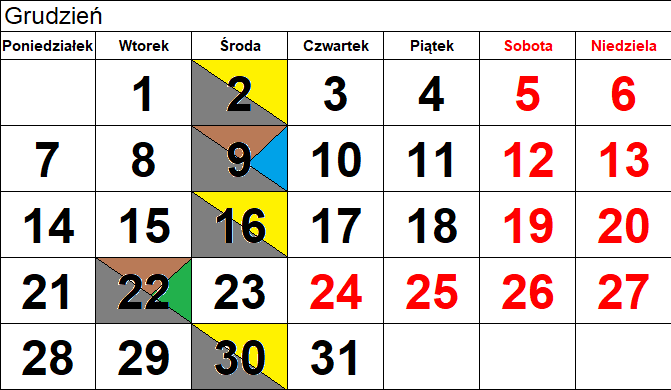 Grudzień
Poniedziałek Wtorek Środa Czwartek Piątek Sobota Niedziela
1 2 3 4 5 6
7 8 9 10 11 12 13
14 15 16 17 18 19 20
21 22 23 24 25 26 27
28 29 30 31